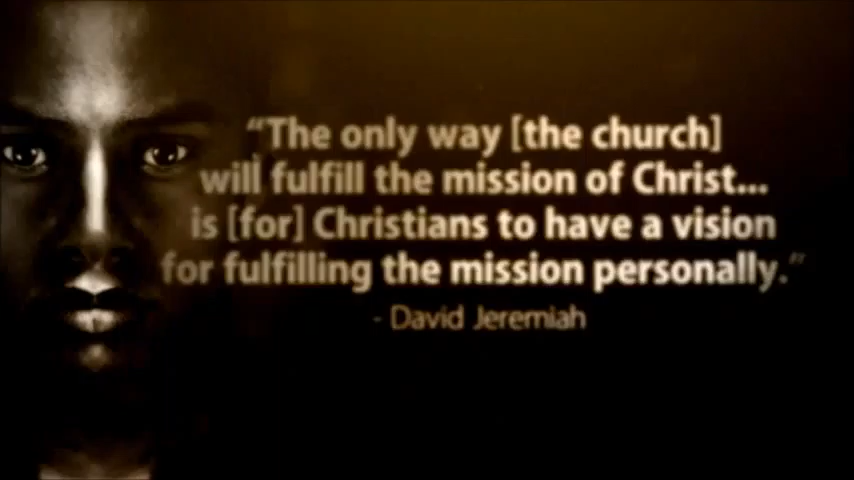 “The only way [the church]
will fulfill the mission of Christ...
is [for] Christians to have a vision
for fulfilling the mission personally.”
- David Jeremiah